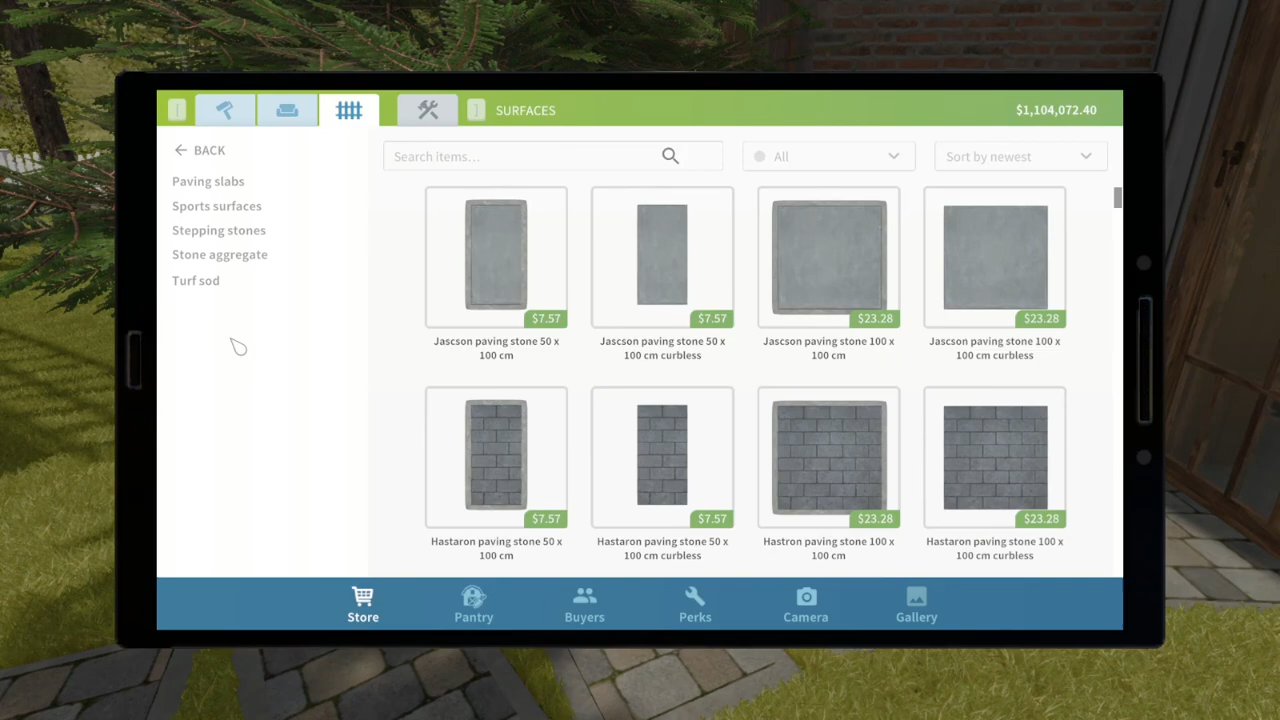 SURFACES
$1,104,072.40
BACK
Search items...
All
Sort by newest
Paving slabs
Sports surfaces
Stepping stones
Stone aggregate
Turf sod
$7.57
$7.57
$23.28
$23.28
Jascson paving stone 50 x
100 cm
Jascson paving stone 50 x
100 cm curbless
Jascson paving stone 100 x
100 cm
Jascson paving stone 100 x
100 cm curbless
$7.57
$7.57
$23.28
$23.28
Hastaron paving stone 50 x
100 cm
Hastaron paving stone 50 x
100 cm curbless
Hastron paving stone 100 x
100 cm
Hastaron paving stone 100 x
100 cm curbless
Store
Pantry
Buyers
Perks
Camera
Gallery